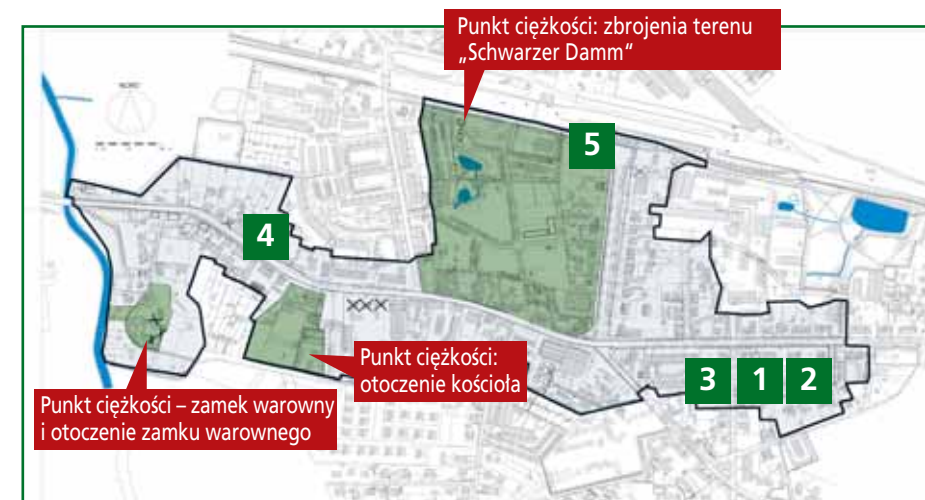 Punkt ciężkości: zbrojenia terenu
„Schwarzer Damm“
5
4
XXX
Punkt ciężkości:
otoczenie kościoła
3 1 2
Punkt ciężkości – zamek warowny
i otoczenie zamku warownego